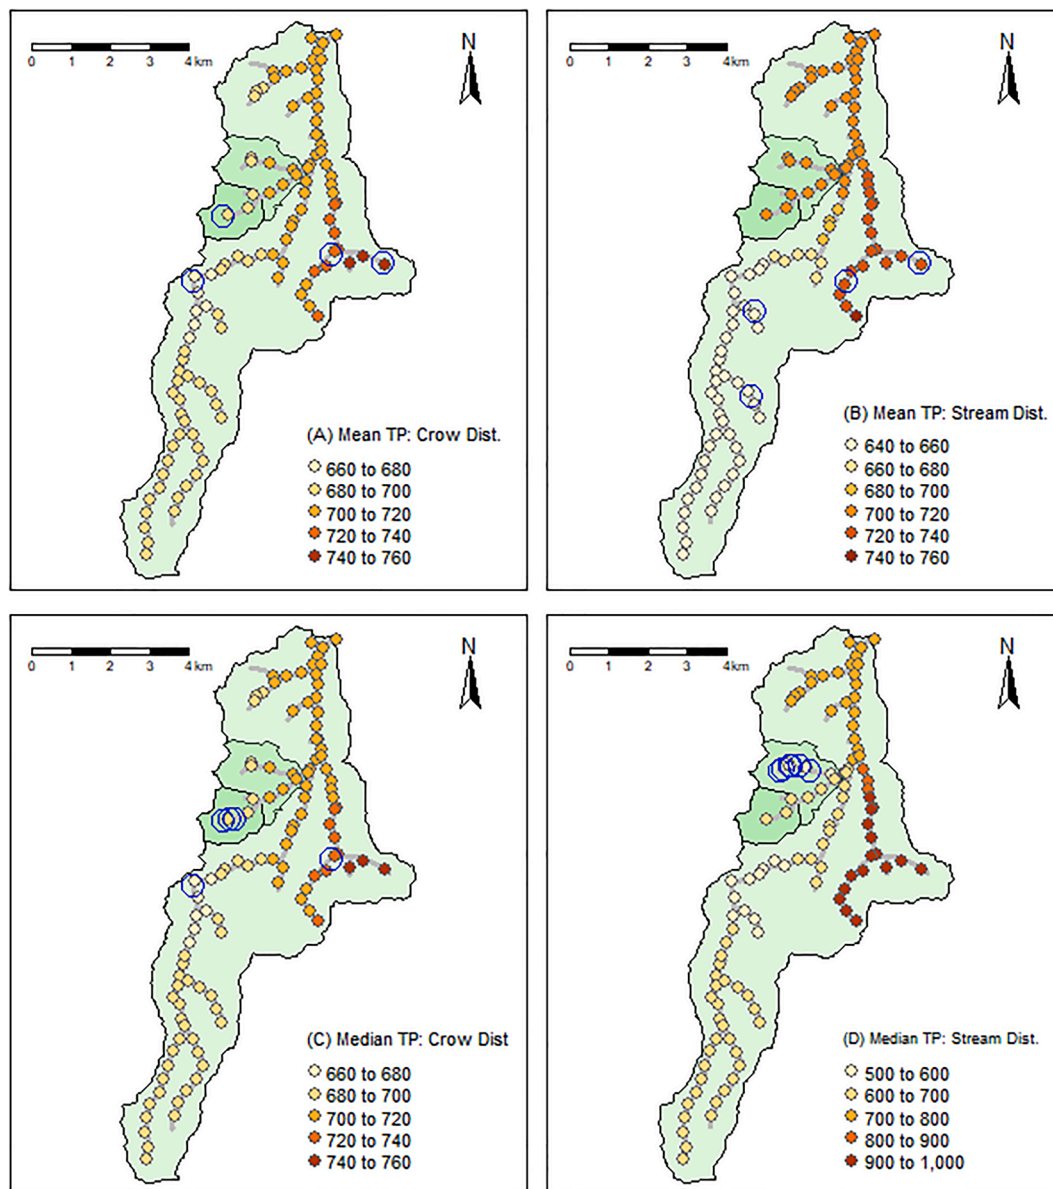 N
0 1 2 3 4 km
(A) Mean TP: Crow Dist.
660 to 680
680 to 700
700 to 720
720 to 740
740 to 760
N
0 1 2 3 4 km
(B) Mean TP: Stream Dist.
640 to 660
660 to 680
680 to 700
700 to 720
720 to 740
740 to 760
N
0 1 2 3 4 km
(C) Median TP: Crow Dist
660 to 680
680 to 700
700 to 720
720 to 740
740 to 760
N
0 1 2 3 4 km
(D) Median TP: Stream Dist.
500 to 600
600 to 700
700 to 800
800 to 900
900 to 1,000